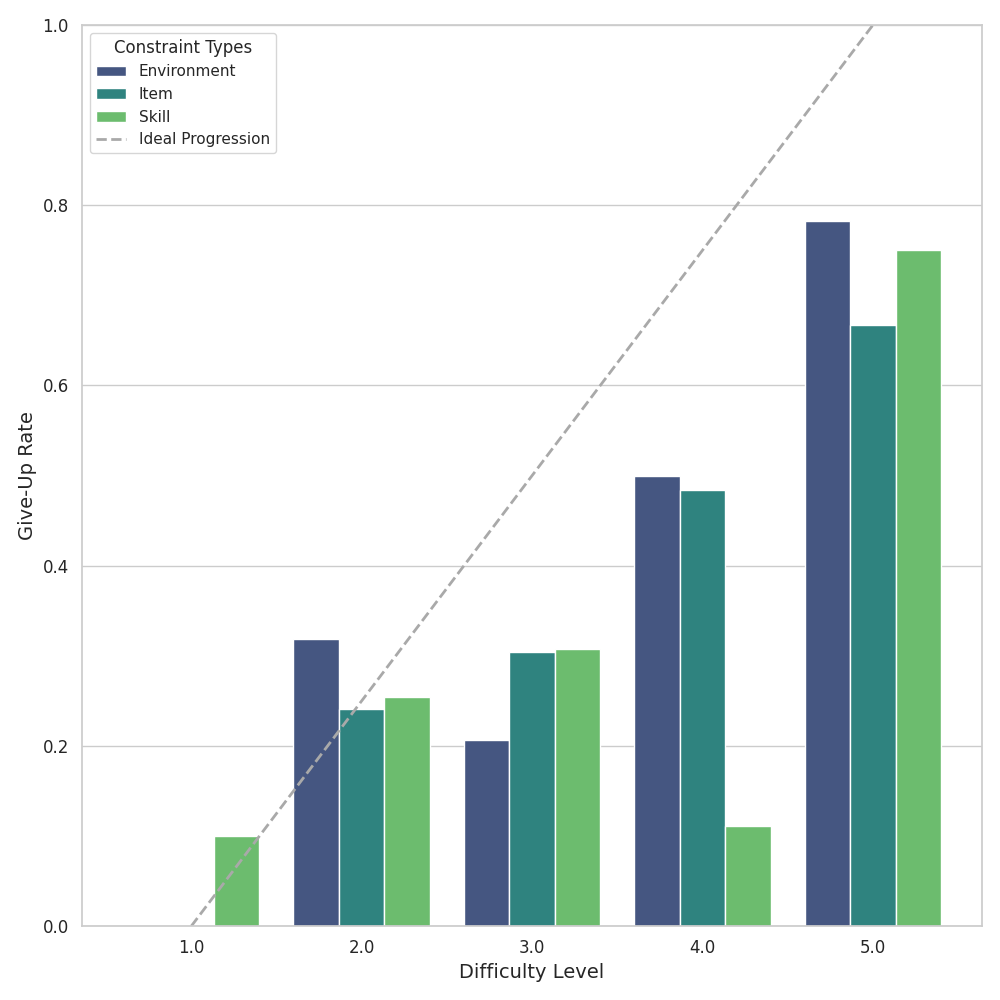 1.0
0.8
0.6
0.4
0.2
0.0
Give-Up Rate
Constraint Types
Environment
Item
Skill
Ideal Progression
1.0 2.0 3.0 4.0 5.0
Difficulty Level